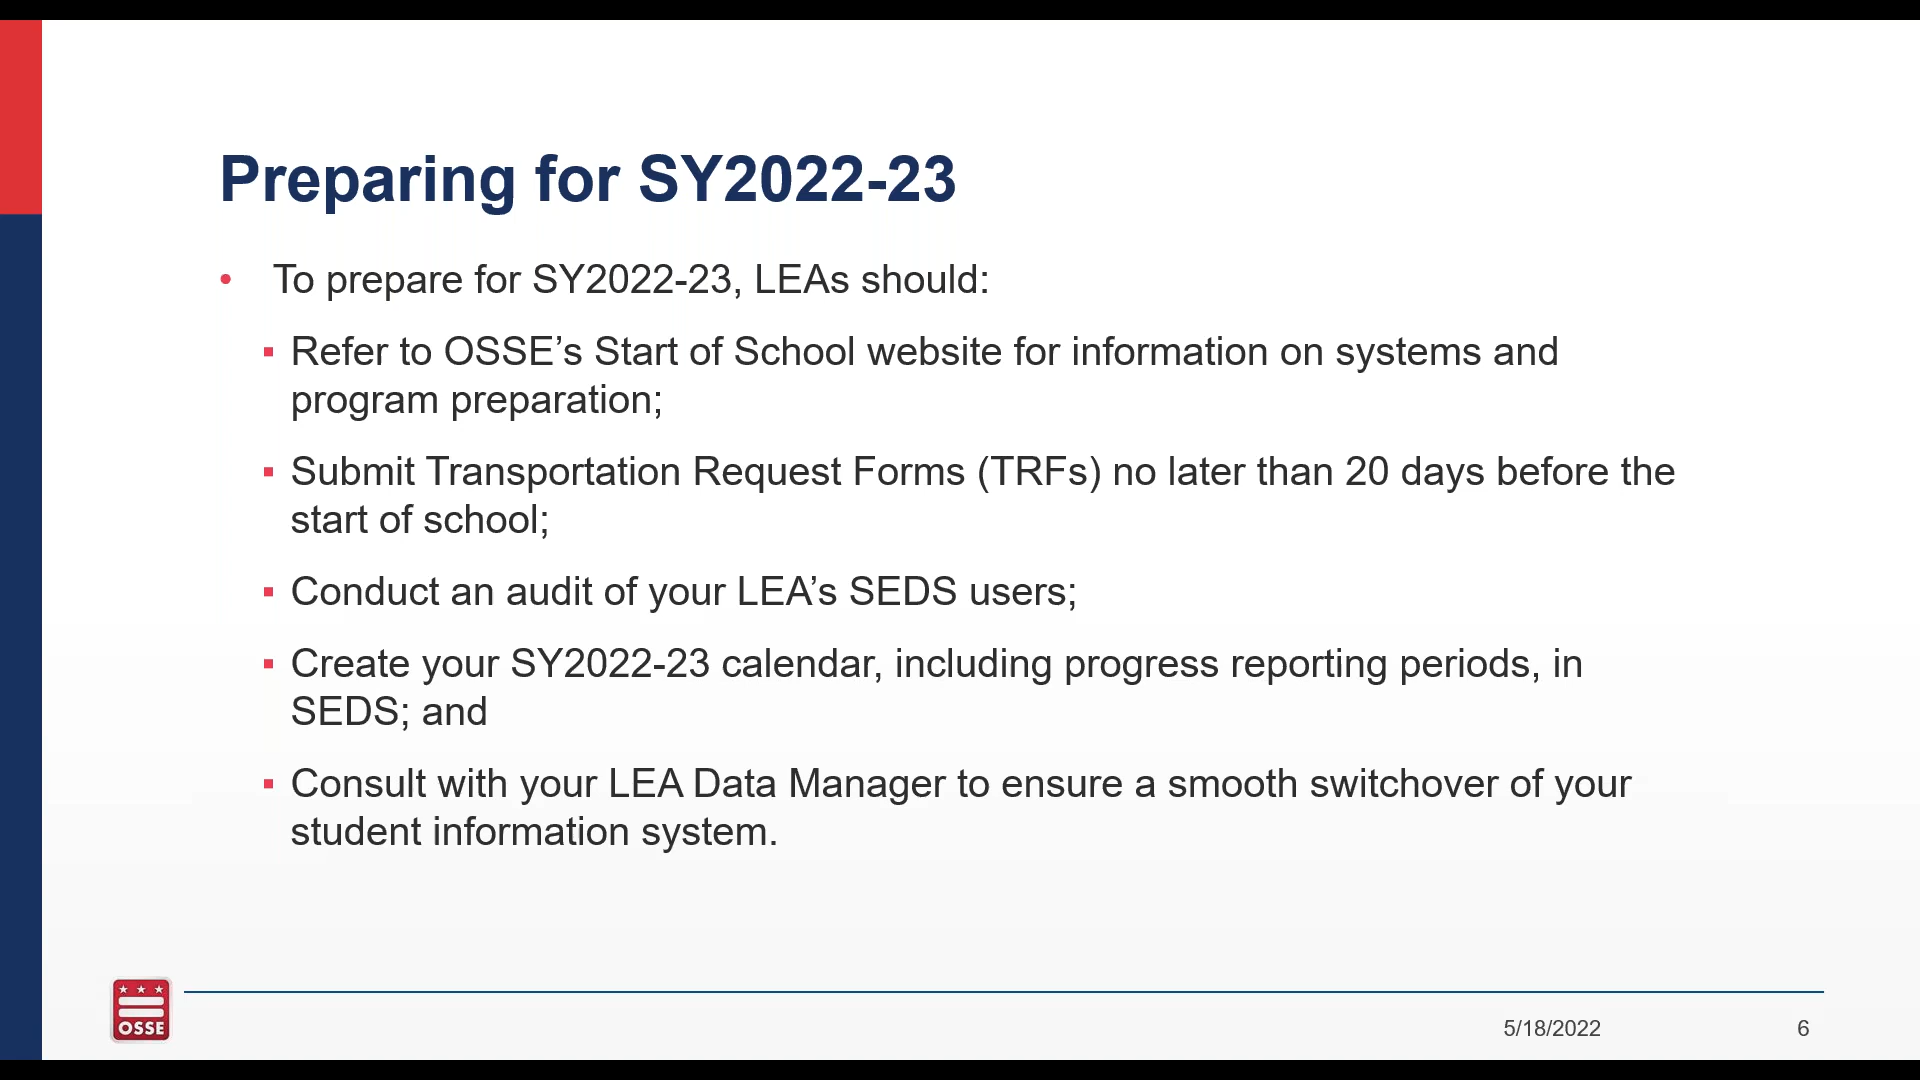 Preparing for SY2022-23
• To prepare for SY2022-23, LEAs should:
▪ Refer to OSSE’s Start of School website for information on systems and
program preparation;
▪ Submit Transportation Request Forms (TRFs) no later than 20 days before the
start of school;
▪ Conduct an audit of your LEA’s SEDS users;
▪ Create your SY2022-23 calendar, including progress reporting periods, in
SEDS; and
▪ Consult with your LEA Data Manager to ensure a smooth switchover of your
student information system.
OSSE
5/18/2022
6